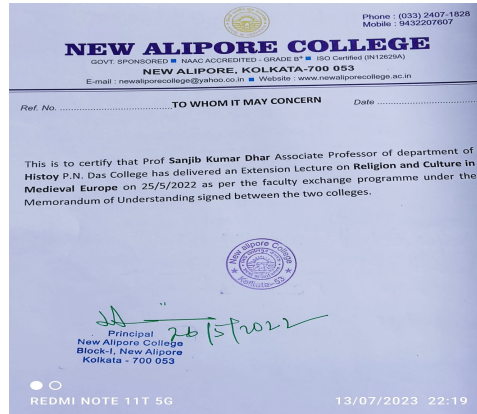 Phone : (033) 2407-1828
Mobile : 9432207607
NEW ALIPORE COLLEGE
GOVT. SPONSORED ■ NAAC ACCREDITED - GRADE B+ ■ ISO Certified (IN12629A)
NEW ALIPORE, KOLKATA-700 053
E-mail : newaliporecollege@yahoo.co.in ■ Website : www.newaliporecollege.ac.in
Ref. No. ........................... TO WHOM IT MAY CONCERN Date ...........................
This is to certify that Prof Sanjib Kumar Dhar Associate Professor of department of
Histoy P.N. Das College has delivered an Extension Lecture on Religion and Culture in
Medieval Europe on 25/5/2022 as per the faculty exchange programme under the
Memorandum of Understanding signed between the two colleges.
New alipore College
Kolkata-53
26/5/2022
Principal
New Alipore College
Block-I, New Alipore
Kolkata - 700 053
REDMI NOTE 11T 5G
13/07/2023 22:19